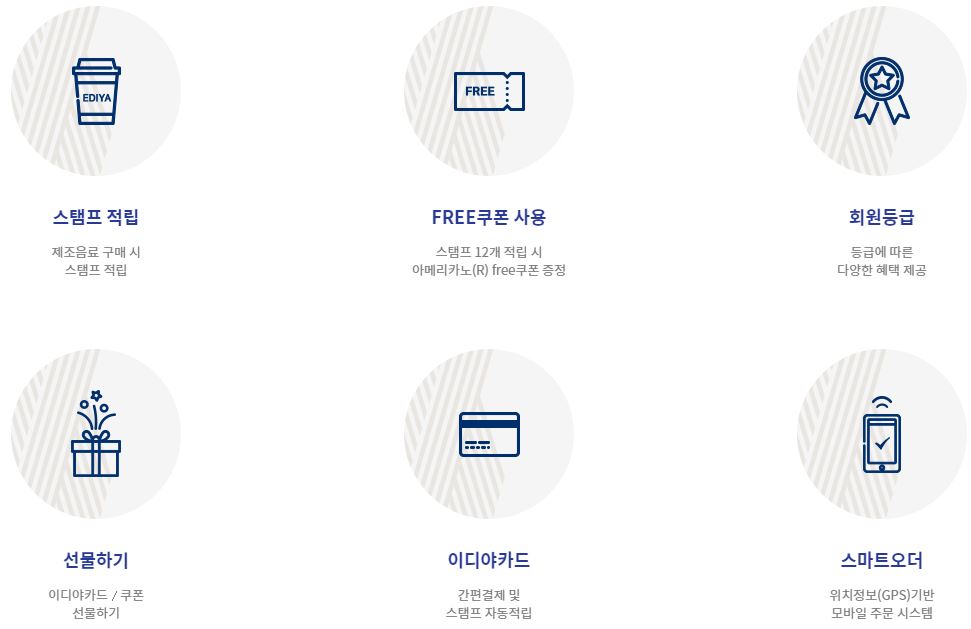 EDIYA
스탬프 적립
제조음료 구매 시
스탬프 적립
FREE
FREE쿠폰 사용
스탬프 12개 적립 시
아메리카노(R) free쿠폰 증정
회원등급
등급에 따른
다양한 혜택 제공
선물하기
이디야카드 / 쿠폰
선물하기
이디야카드
간편결제 및
스탬프 자동적립
스마트오더
위치정보(GPS)기반
모바일 주문 시스템